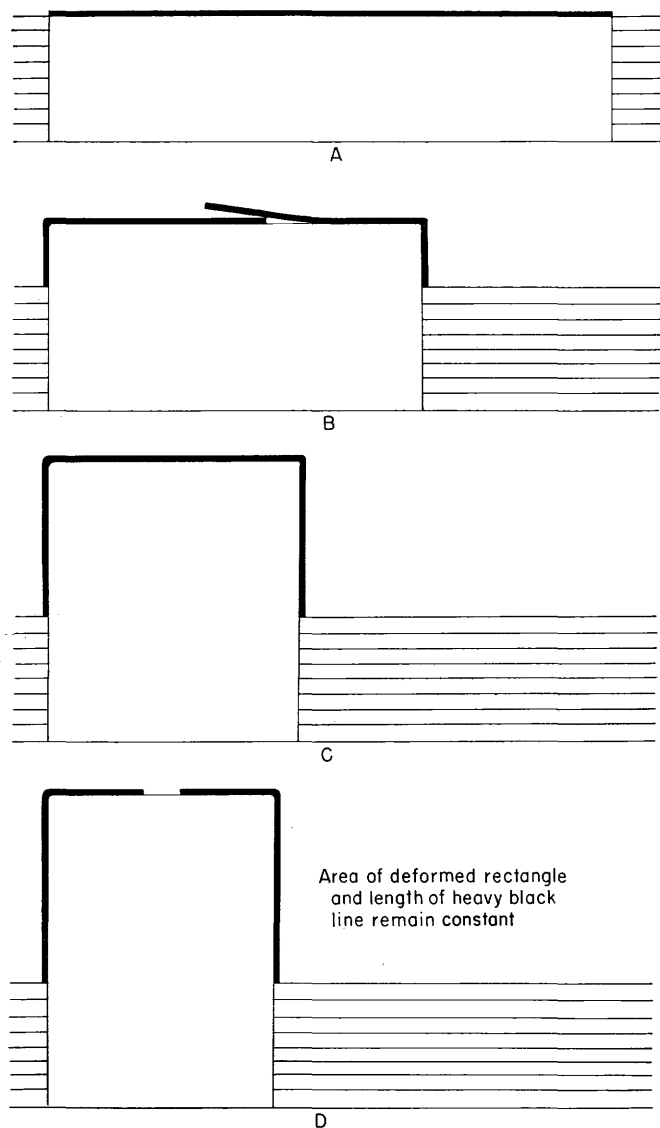 A
B
C
Area of deformed rectangle
and length of heavy black
line remain constant
D